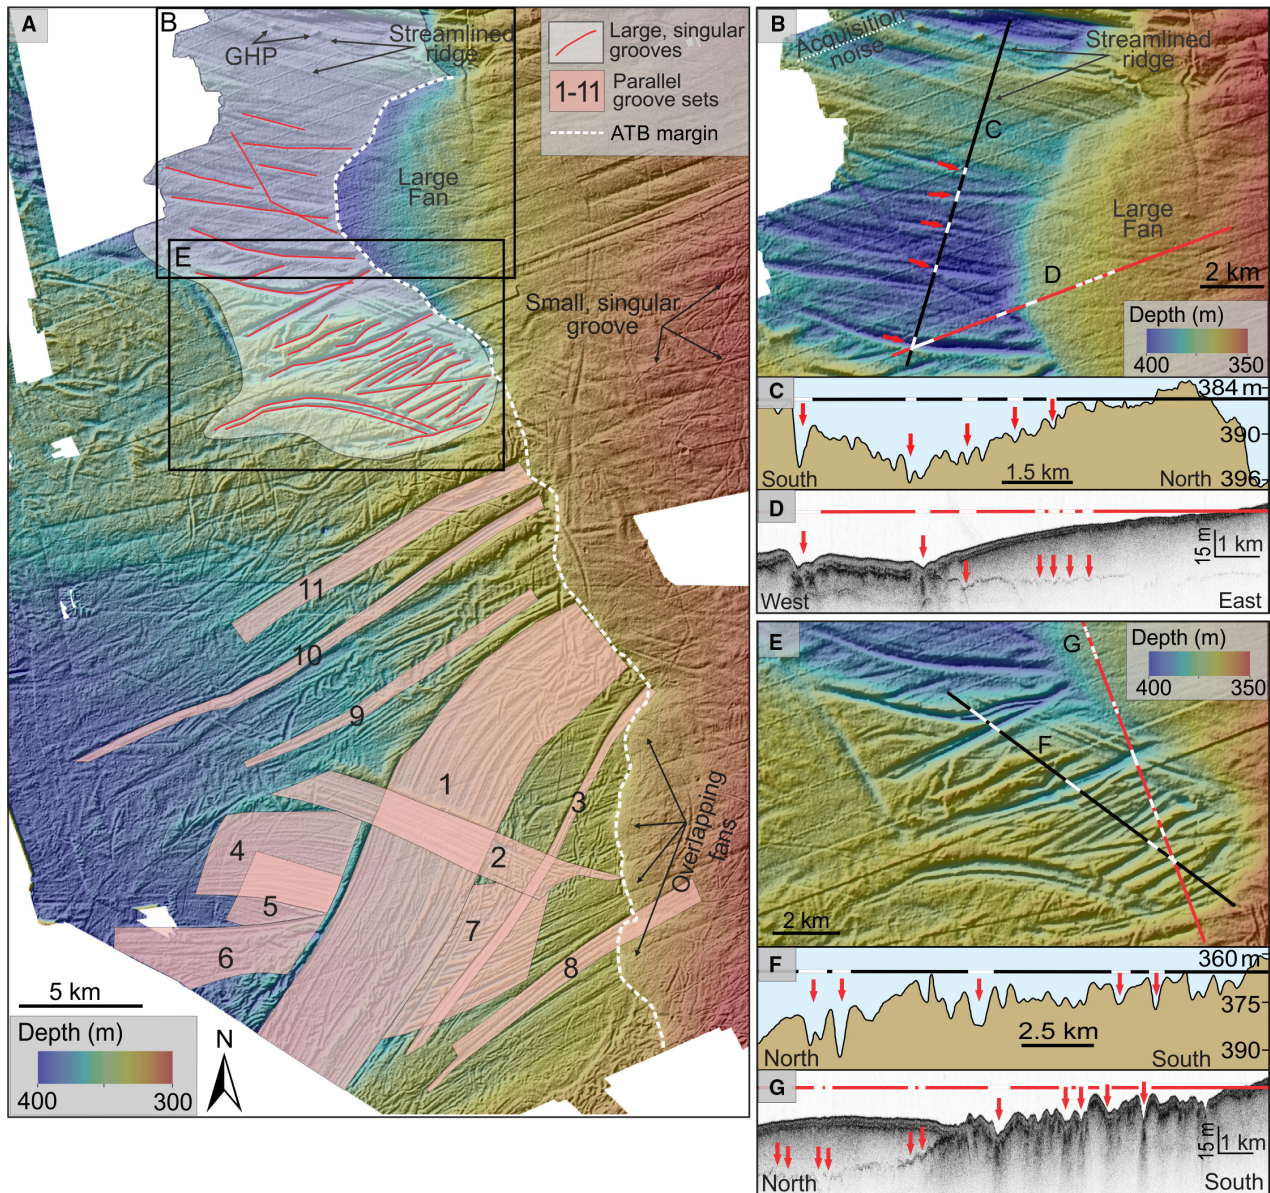 A
B
GHP
Streamlined
ridge
Large, singular
grooves
1-11
Parallel
groove sets
ATB margin
Large
Fan
E
Small, singular
groove
11
10
9
1
3
2
4
5
7
6
8
Overlapping
fans
5 km
Depth (m)
400
300
N
B
Acquisition
noise
Streamlined
ridge
C
Large
Fan
D
2 km
Depth (m)
400
350
C
384 m
390
396
South
1.5 km
North
D
15 m
1 km
West
East
E
G
Depth (m)
400
350
F
2 km
F
360 m
375
390
2.5 km
North
South
G
15 m
1 km
North
South